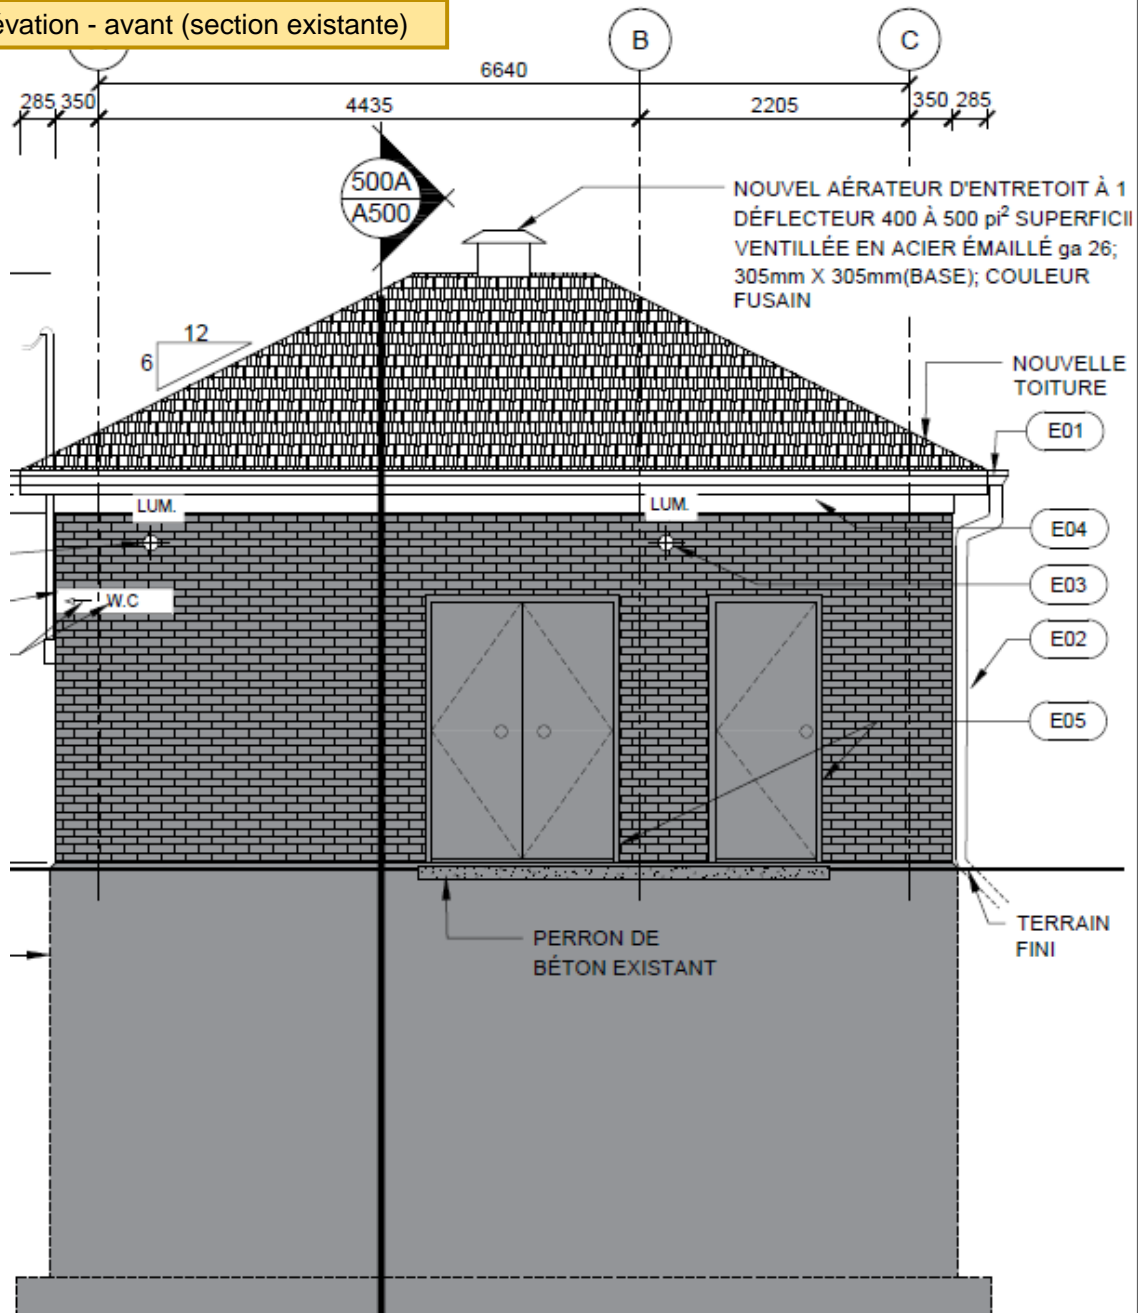 évation - avant (section existante)
B
C
6640
285
350
4435
2205
350
285
500A
A500
NOUVEL AÉRATEUR D'ENTRETOIT À 1
DÉFLECTEUR 400 À 500 pi² SUPERFICI
VENTILLÉE EN ACIER ÉMAILLÉ ga 26;
305mm X 305mm(BASE); COULEUR
FUSAIN
12
6
NOUVELLE
TOITURE
E01
LUM.
LUM.
E04
E03
W.C
E02
E05
PERRON DE
BÉTON EXISTANT
TERRAIN
FINI